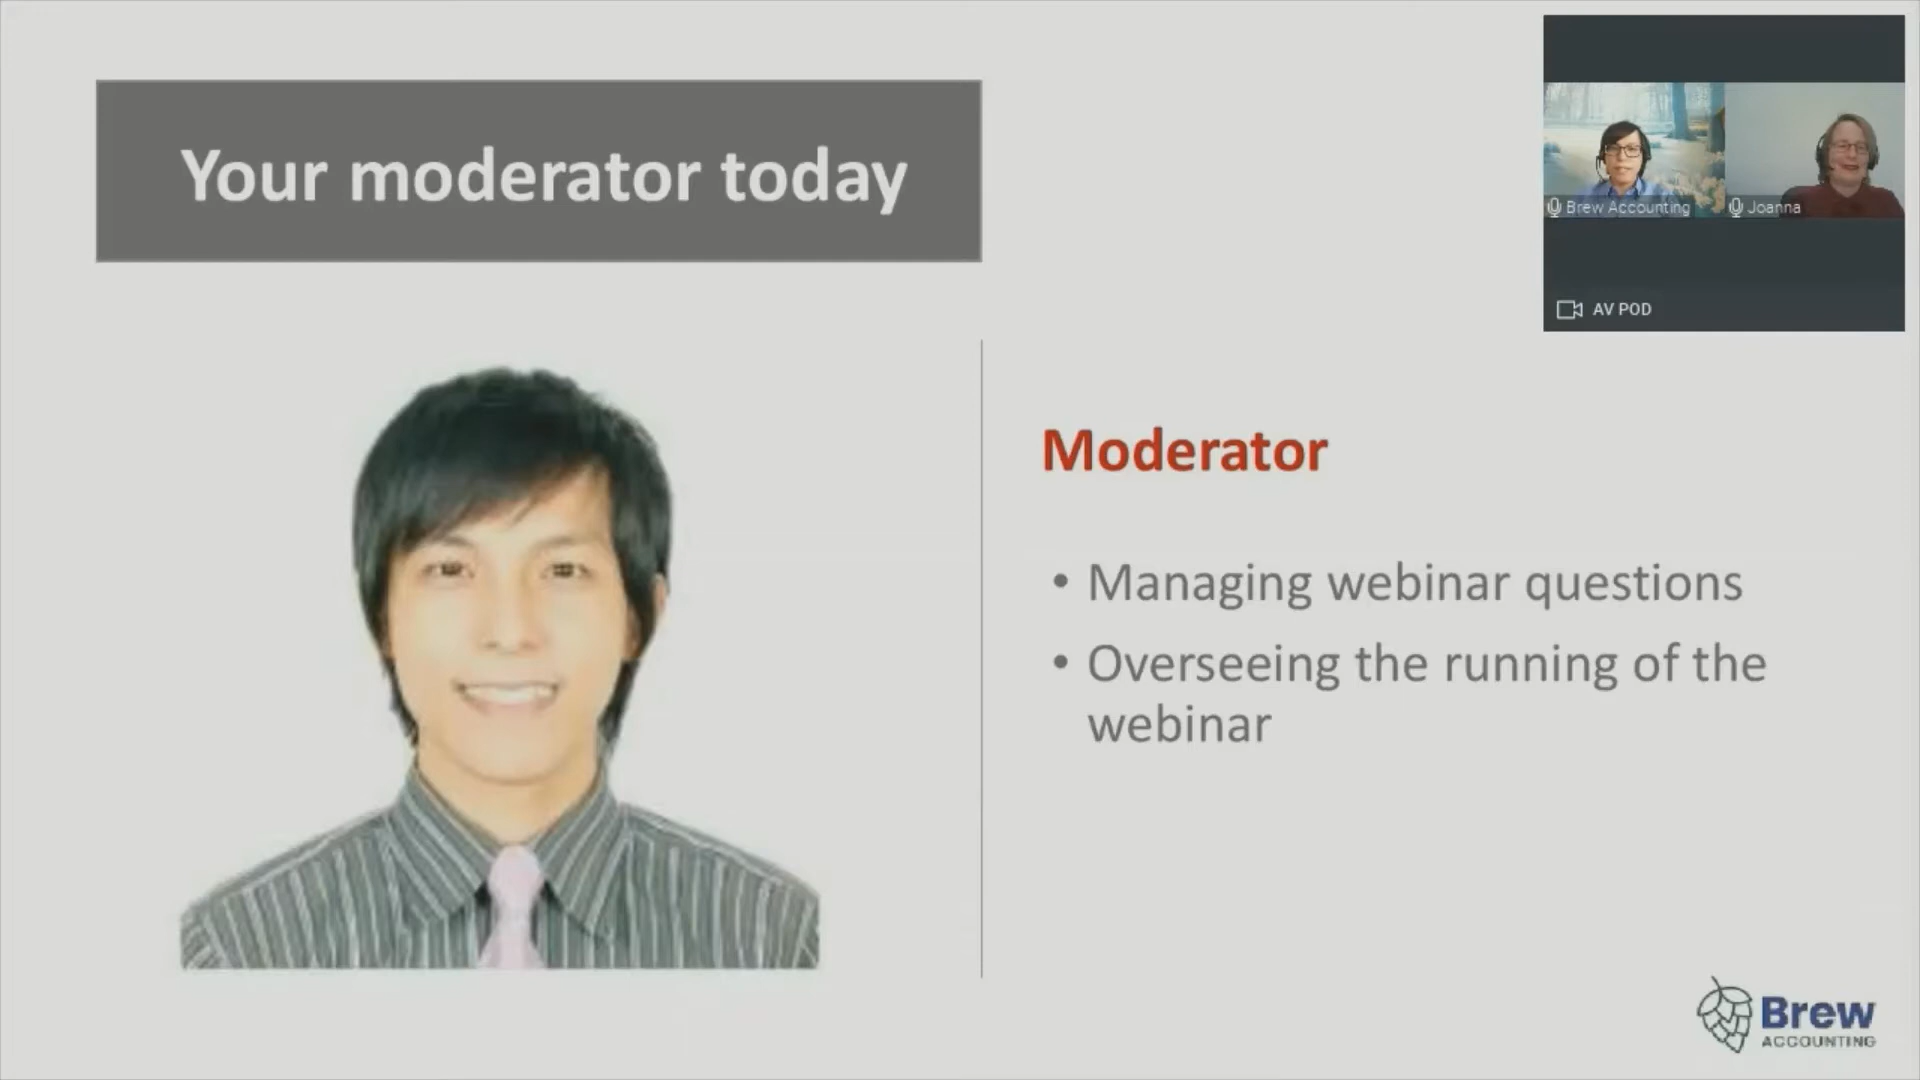 Your moderator today
Brew Accounting
Joanna
AV POD
Moderator
• Managing webinar questions
• Overseeing the running of the
webinar
Brew
ACCOUNTING